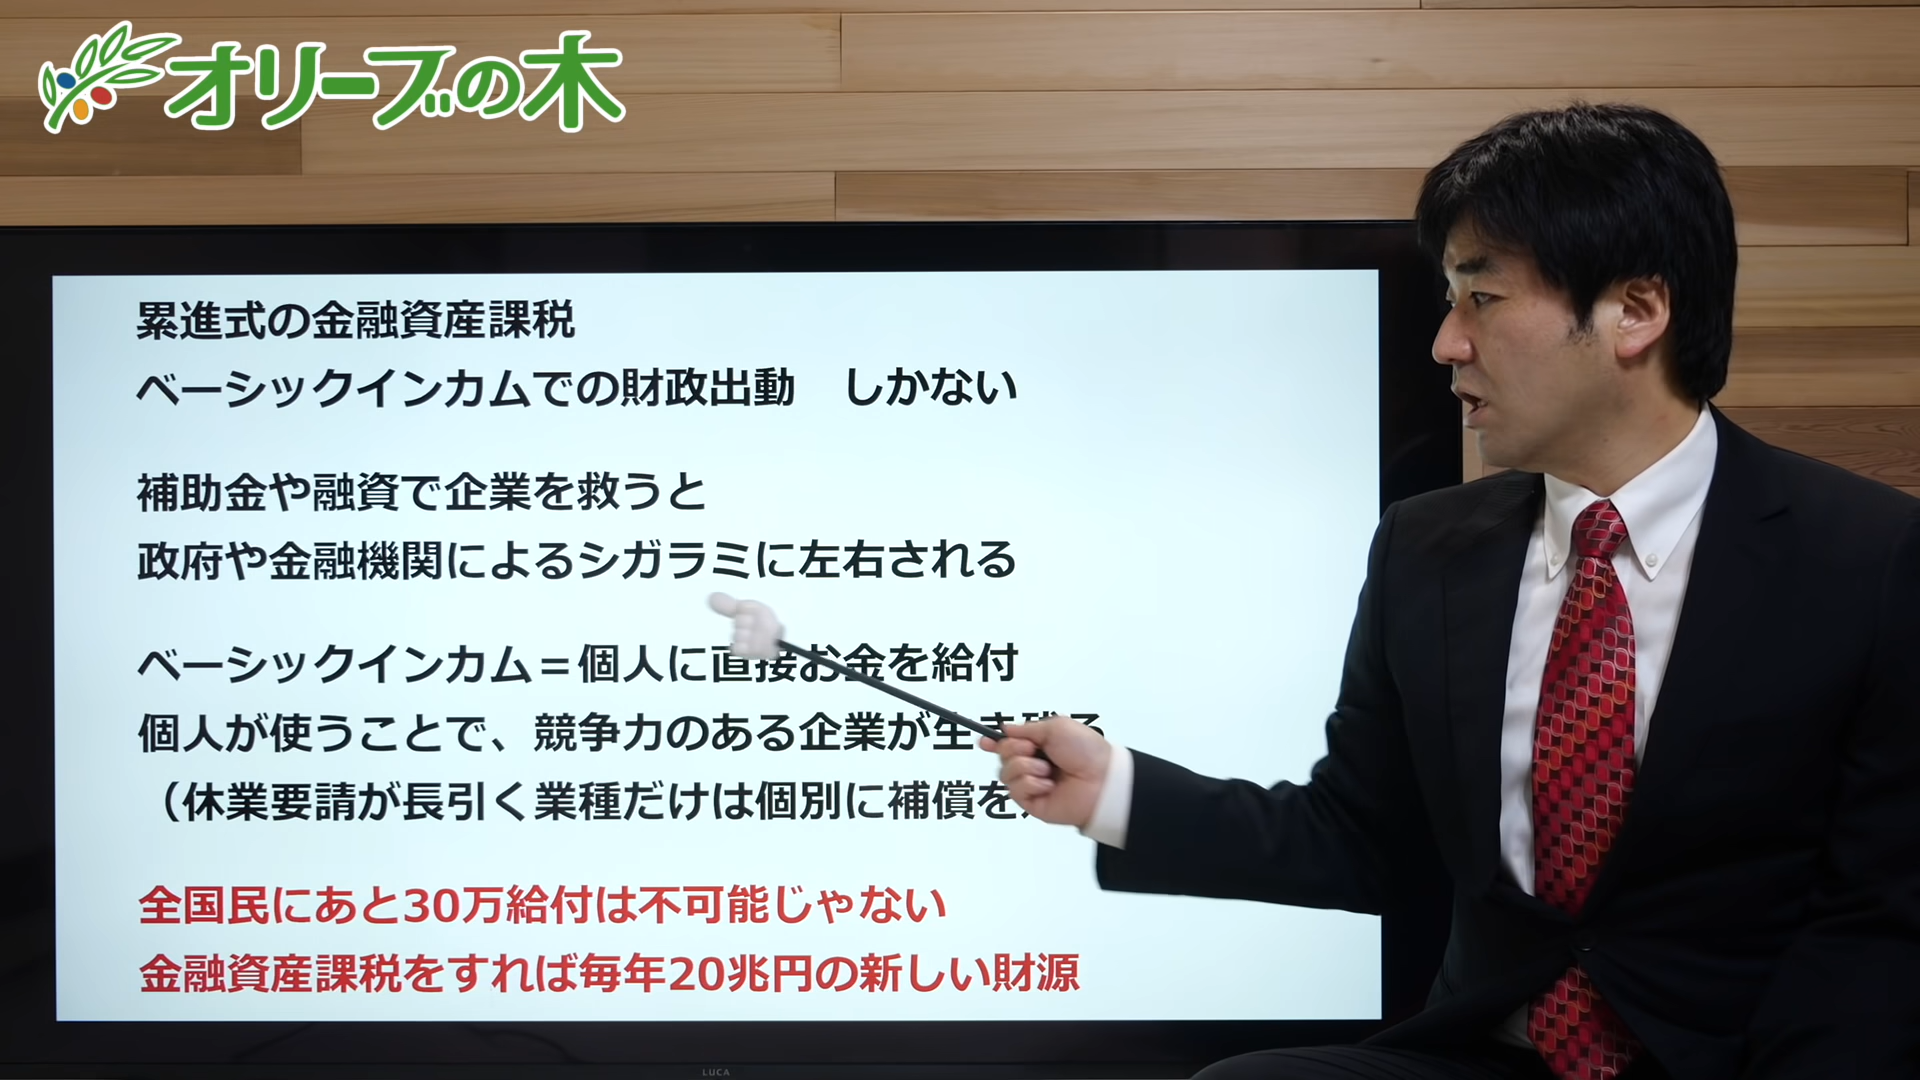 オリーブの木
累進式の金融資産課税
ベーシックインカムでの財政出動　しかない
補助金や融資で企業を救うと
政府や金融機関によるシガラミに左右される
ベーシックインカム＝個人に直接お金を給付
個人が使うことで、競争力のある企業が生き残る
（休業要請が長引く業種だけは個別に補償を
全国民にあと30万給付は不可能じゃない
金融資産課税をすれば毎年20兆円の新しい財源
LUCA